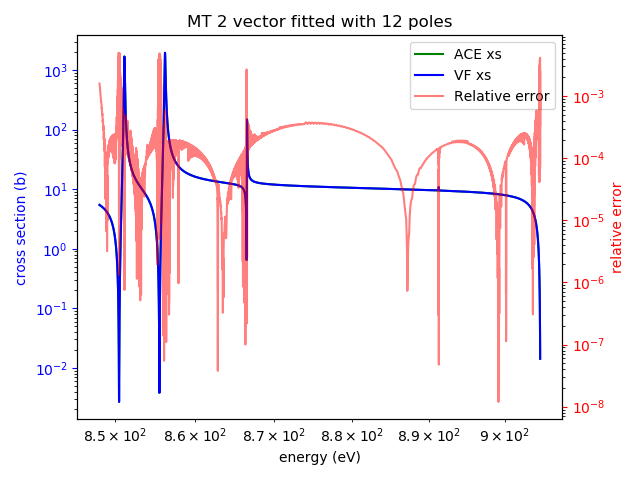 MT 2 vector fitted with 12 poles
ACE xs
VF xs
Relative error
cross section (b)
10³
10²
10¹
10⁰
10⁻¹
10⁻²
relative error
10⁻³
10⁻⁴
10⁻⁵
10⁻⁶
10⁻⁷
10⁻⁸
8.5 × 10² 8.6 × 10² 8.7 × 10² 8.8 × 10² 8.9 × 10² 9 × 10²
energy (eV)